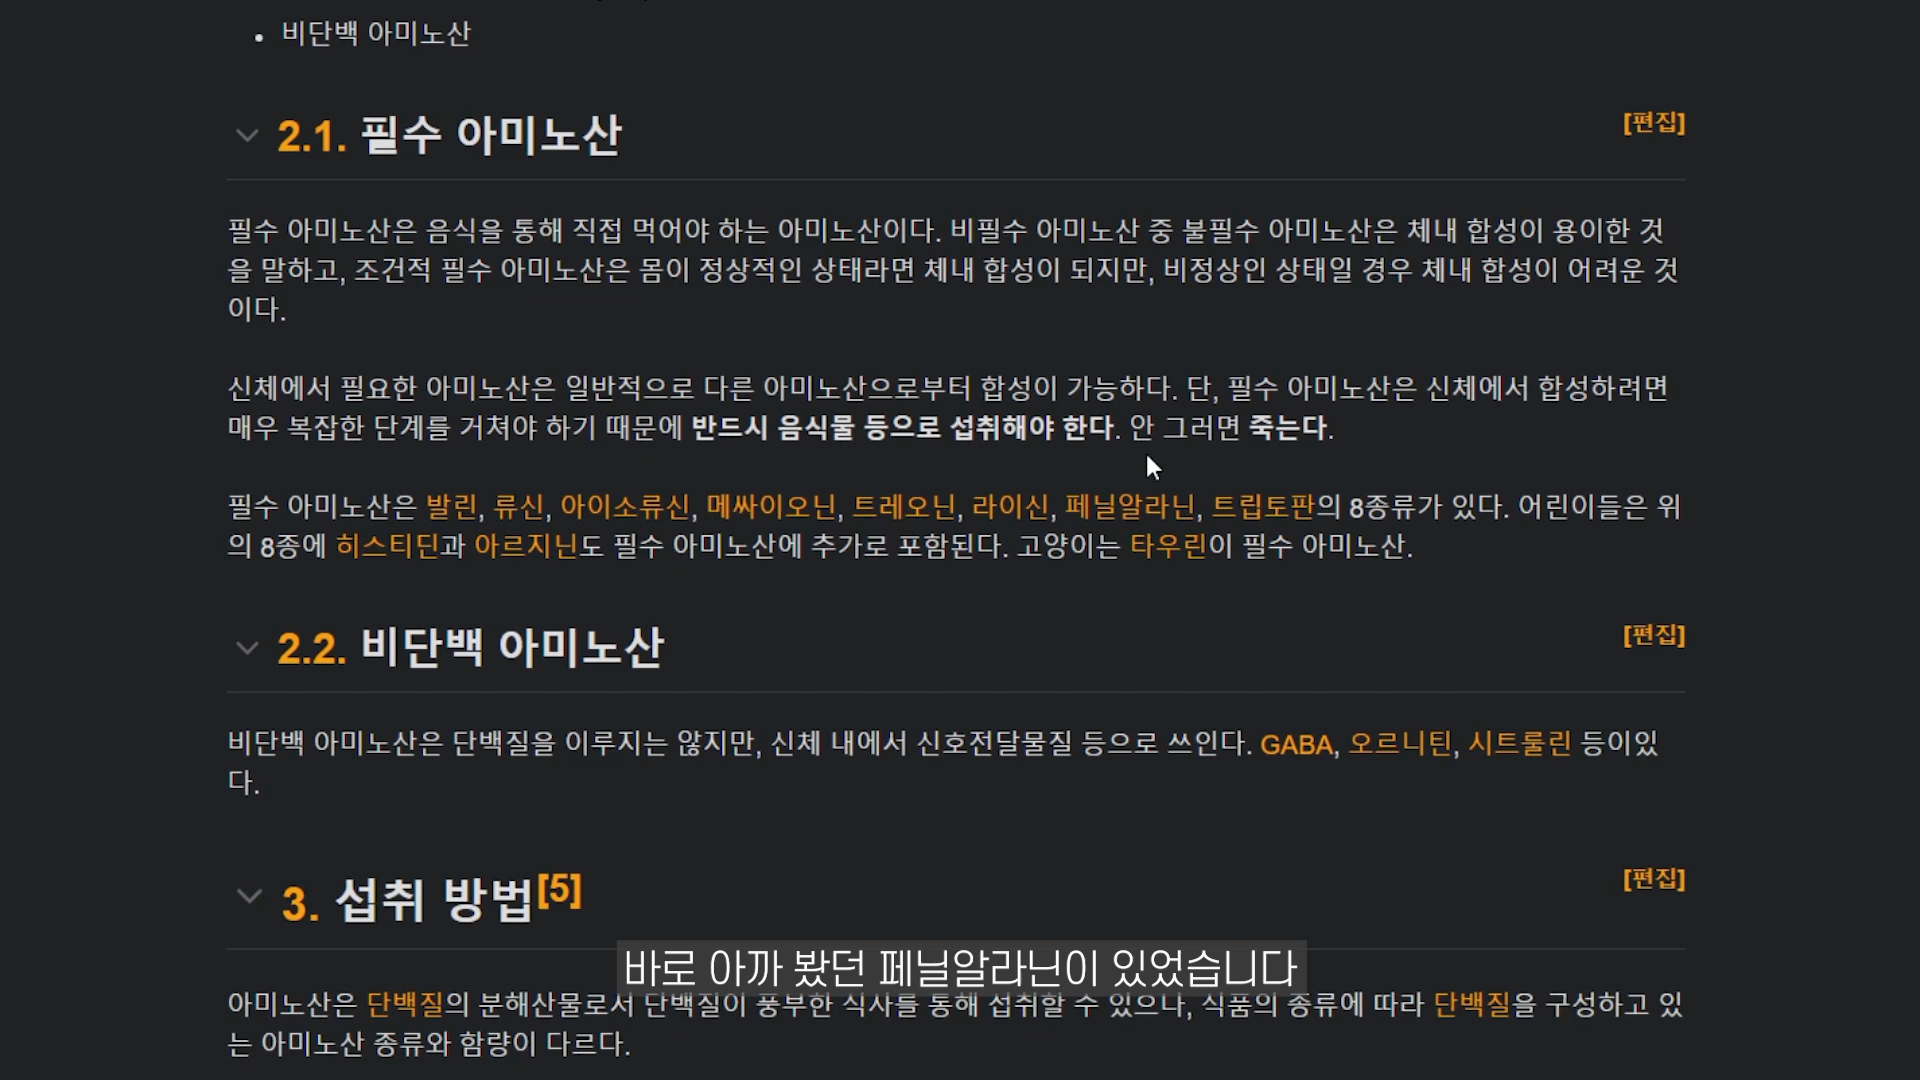 비단백 아미노산
2.1. 필수 아미노산
[편집]
필수 아미노산은 음식을 통해 직접 먹어야 하는 아미노산이다. 비필수 아미노산 중 불필수 아미노산은 체내 합성이 용이한 것
을 말하고, 조건적 필수 아미노산은 몸이 정상적인 상태라면 체내 합성이 되지만, 비정상인 상태일 경우 체내 합성이 어려운 것
이다.
신체에서 필요한 아미노산은 일반적으로 다른 아미노산으로부터 합성이 가능하다. 단, 필수 아미노산은 신체에서 합성하려면
매우 복잡한 단계를 거쳐야 하기 때문에 반드시 음식물 등으로 섭취해야 한다. 안 그러면 죽는다.
필수 아미노산은 발린, 류신, 아이소류신, 메싸이오닌, 트레오닌, 라이신, 페닐알라닌, 트립토판의 8종류가 있다. 어린이들은 위
의 8종에 히스티딘과 아르지닌도 필수 아미노산에 추가로 포함된다. 고양이는 타우린이 필수 아미노산.
2.2. 비단백 아미노산
[편집]
비단백 아미노산은 단백질을 이루지는 않지만, 신체 내에서 신호전달물질 등으로 쓰인다. GABA, 오르니틴, 시트룰린 등이있
다.
3. 섭취 방법[5]
[편집]
바로 아까 봤던 페닐알라닌이 있었습니다
아미노산은 단백질의 분해산물로서 단백질이 풍부한 식사를 통해 섭취할 수 있으나, 식품의 종류에 따라 단백질을 구성하고 있
는 아미노산 종류와 함량이 다르다.